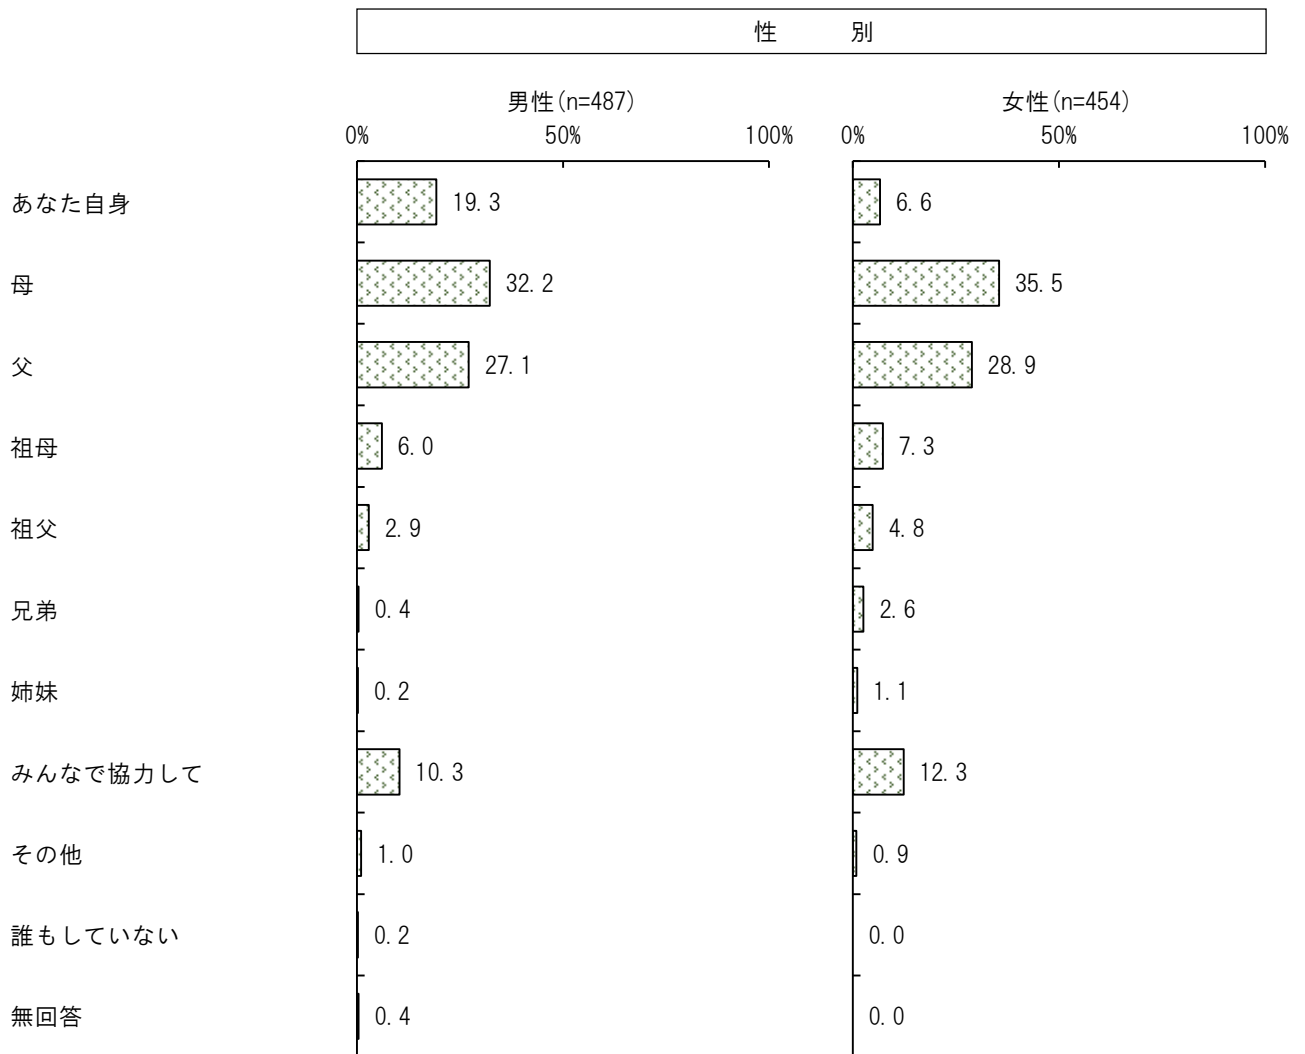 性 別
男性(n=487) 女性(n=454)
0% 50% 100% 0% 50% 100%
あなた自身 19.3 6.6
母 32.2 35.5
父 27.1 28.9
祖母 6.0 7.3
祖父 2.9 4.8
兄弟 0.4 2.6
姉妹 0.2 1.1
みんなで協力して 10.3 12.3
その他 1.0 0.9
誰もしていない 0.2 0.0
無回答 0.4 0.0